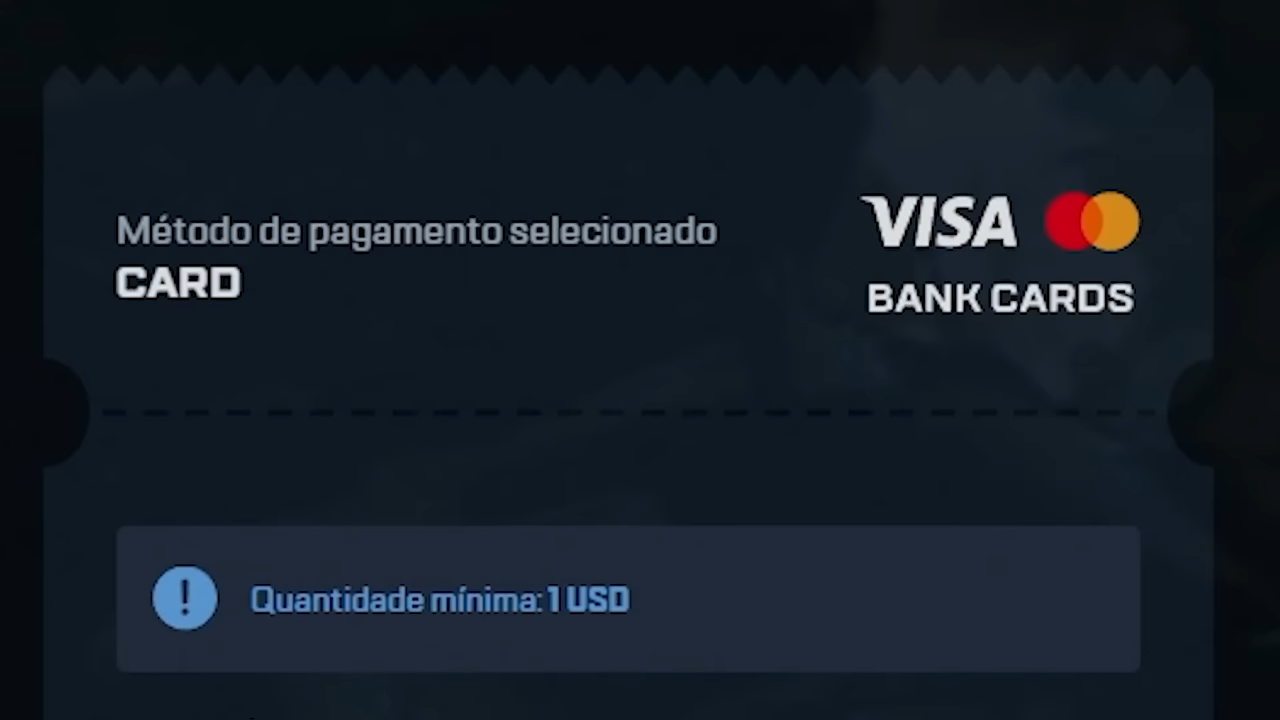 Método de pagamento selecionado
CARD
VISA
BANK CARDS
Quantidade mínima: 1 USD